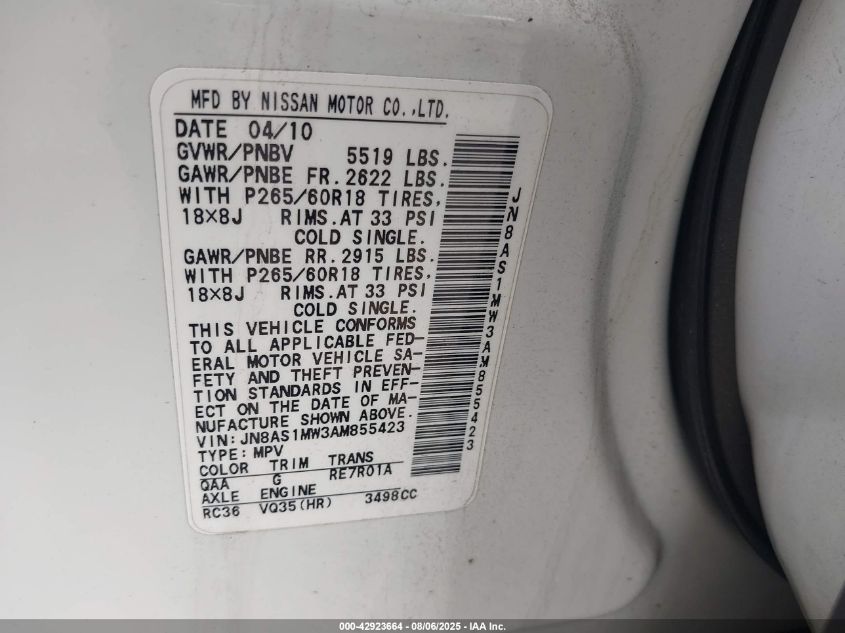 MFD BY NISSAN MOTOR CO.,LTD.
DATE 04/10
GVWR/PNBV 5519 LBS.
GAWR/PNBE FR. 2622 LBS.
WITH P265/60R18 TIRES,
18×8J RIMS. AT 33 PSI
COLD SINGLE.
GAWR/PNBE RR. 2915 LBS.
WITH P265/60R18 TIRES,
18×8J RIMS. AT 33 PSI
COLD SINGLE.
THIS VEHICLE CONFORMS
TO ALL APPLICABLE FED-
ERAL MOTOR VEHICLE SA-
FETY AND THEFT PREVEN-
TION STANDARDS IN EFF-
ECT ON THE DATE OF MA-
NUFACTURE SHOWN ABOVE.
VIN: JN8AS1MW3AM855423
TYPE: MPV
COLOR TRIM TRANS
QAA G RE7R01A
AXLE ENGINE
RC36 VQ35(HR) 3498CC
JN8AS1MW3AM855423
000-42923664 - 08/06/2025 - IAA Inc.